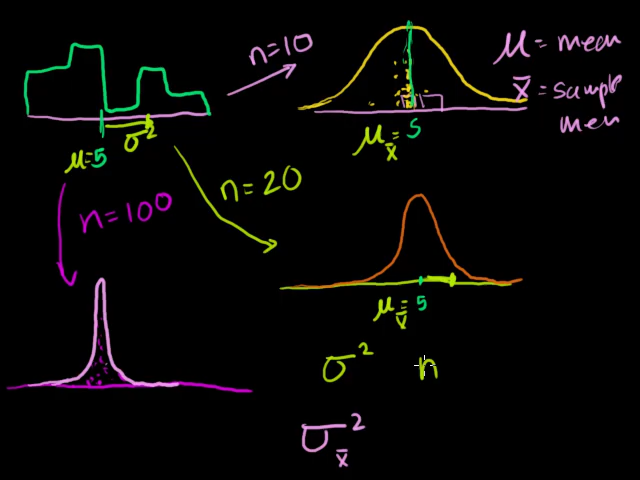 n=10
μ = mean
x̄ = sample
mean
μ=5
σ²
μx̄ = 5
n=20
n=100
μx̄ = 5
σ² n
σx̄²